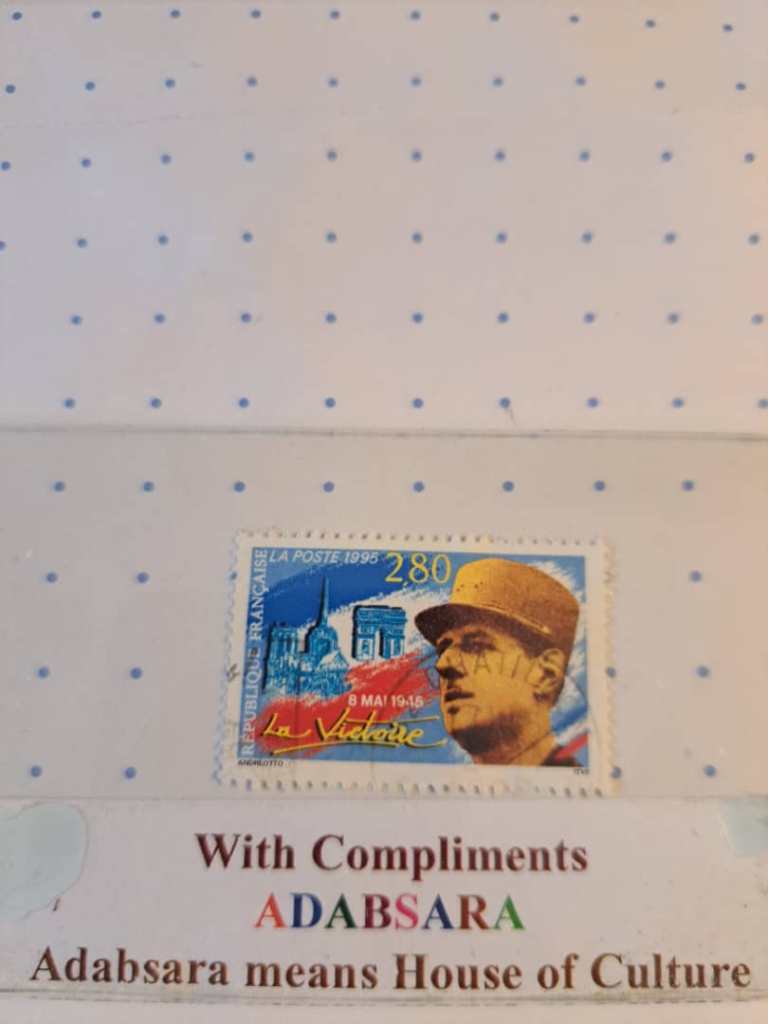 LA POSTE 1995 2,80
RÉPUBLIQUE FRANÇAISE
8 MAI 1945
La Victoire
With Compliments
ADABSARA
Adabsara means House of Culture